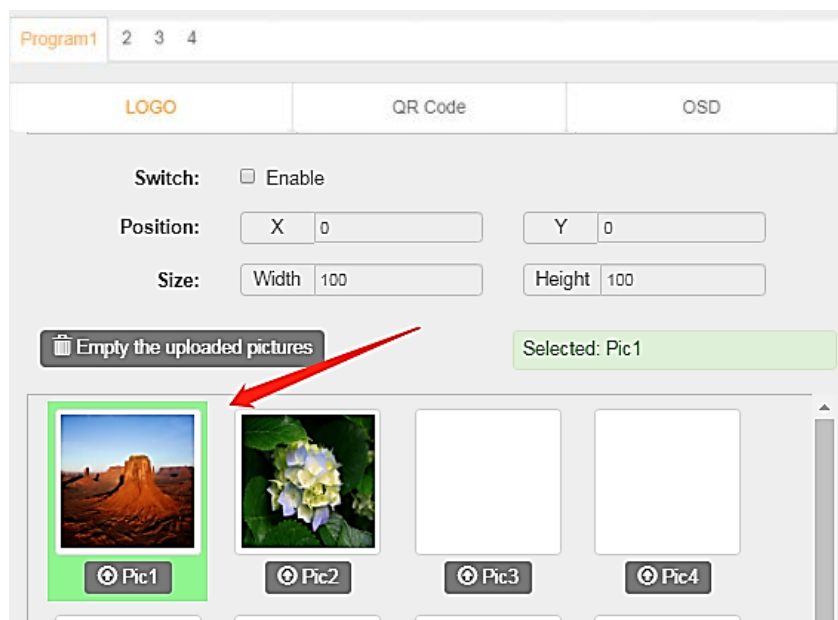 Program1 2 3 4
LOGO QR Code OSD
Switch: Enable
Position: X 0 Y 0
Size: Width 100 Height 100
Empty the uploaded pictures Selected: Pic1
Pic1 Pic2 Pic3 Pic4